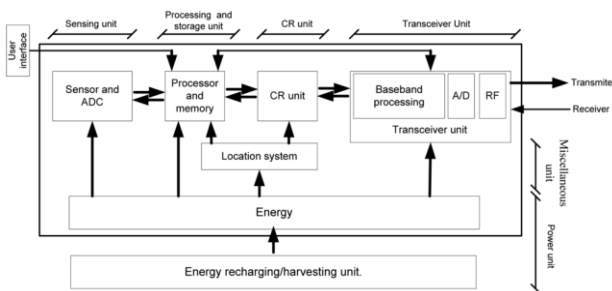 Sensing unit
Processing and
storage unit
CR unit
Transceiver Unit
User
interface
Sensor and
ADC
Processor
and
memory
CR unit
Baseband
processing
A/D
RF
Transceiver unit
Transmite
Receiver
Location system
Miscellaneous
unit
Energy
Power unit
Energy recharging/harvesting unit.